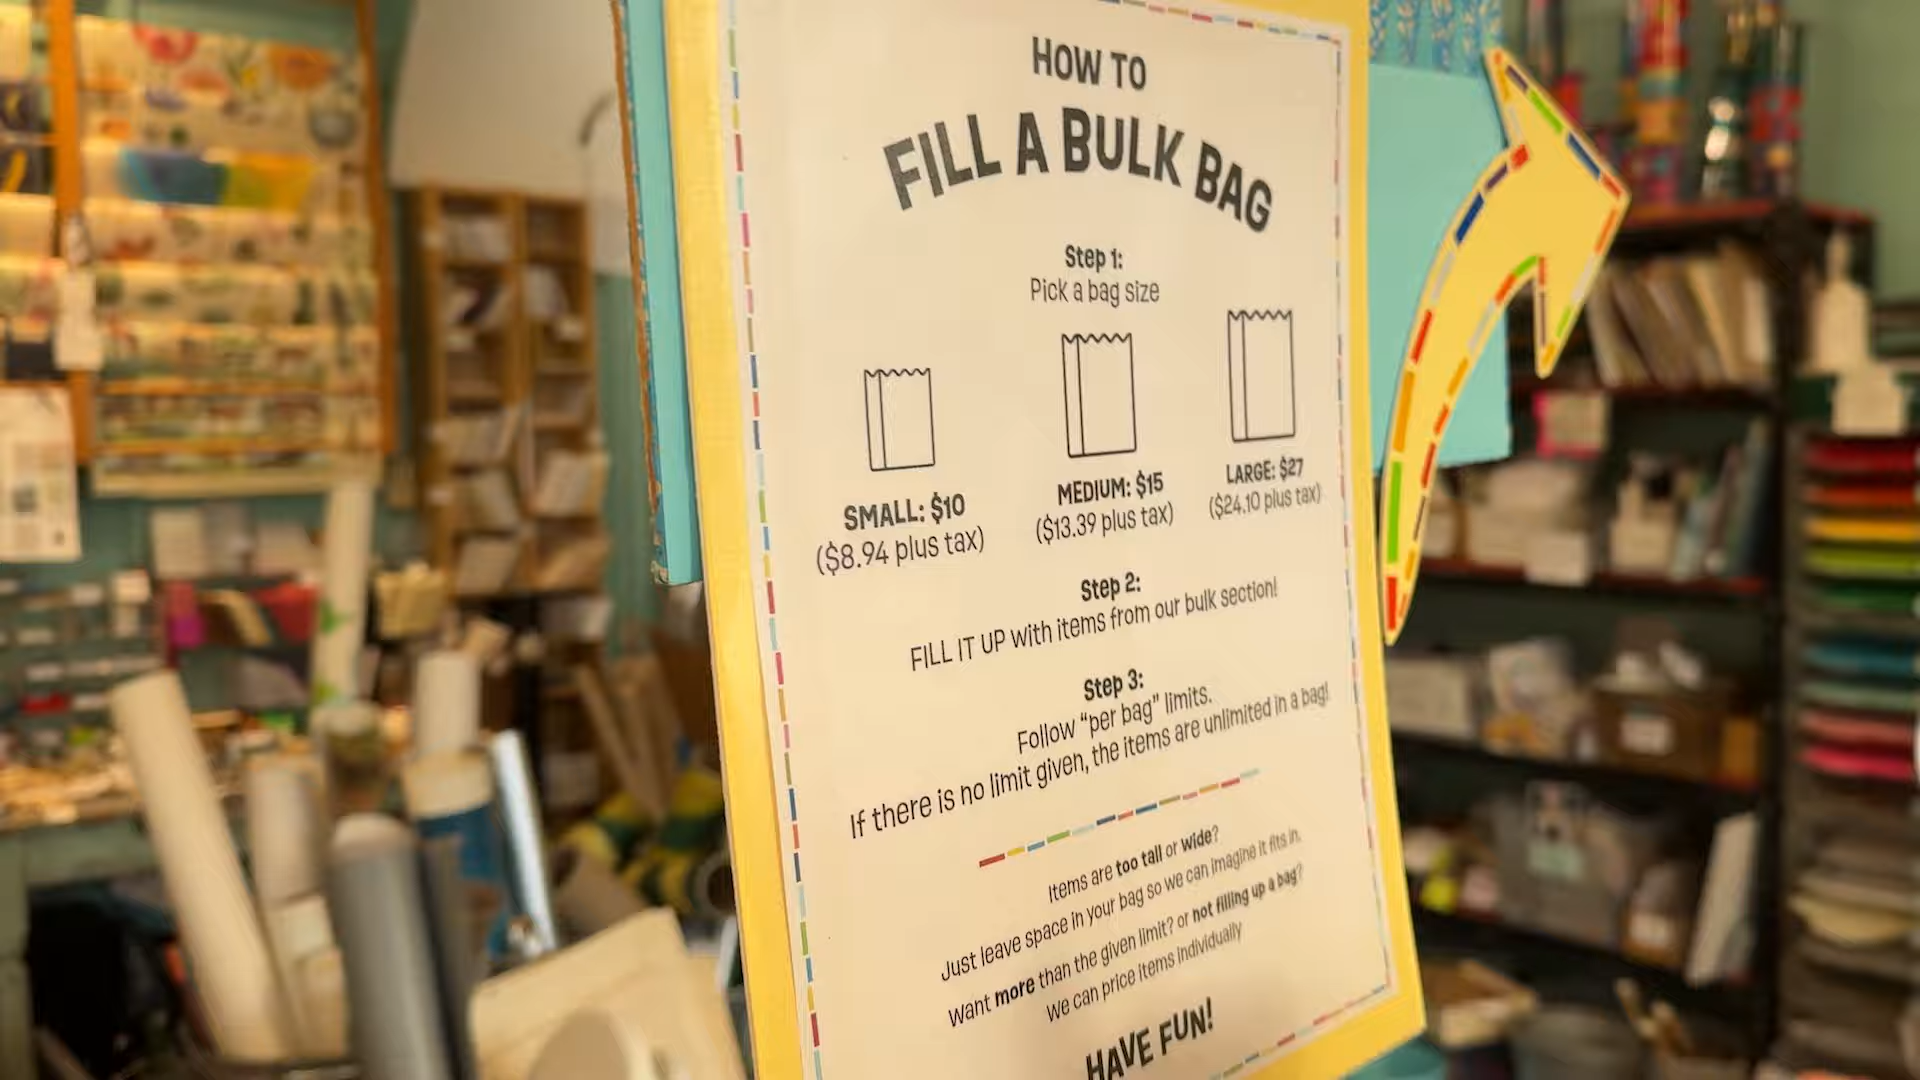 HOW TO
FILL A BULK BAG
Step 1:
Pick a bag size
SMALL: $10
($8.94 plus tax)
MEDIUM: $15
($13.39 plus tax)
LARGE: $27
($24.10 plus tax)
Step 2:
FILL IT UP with items from our bulk section!
Step 3:
Follow “per bag” limits.
If there is no limit given, the items are unlimited in a bag!
Items are too tall or wide?
Just leave space in your bag so we can imagine it fits in.
Want more than the given limit? or not filling up a bag?
We can price items individually
HAVE FUN!